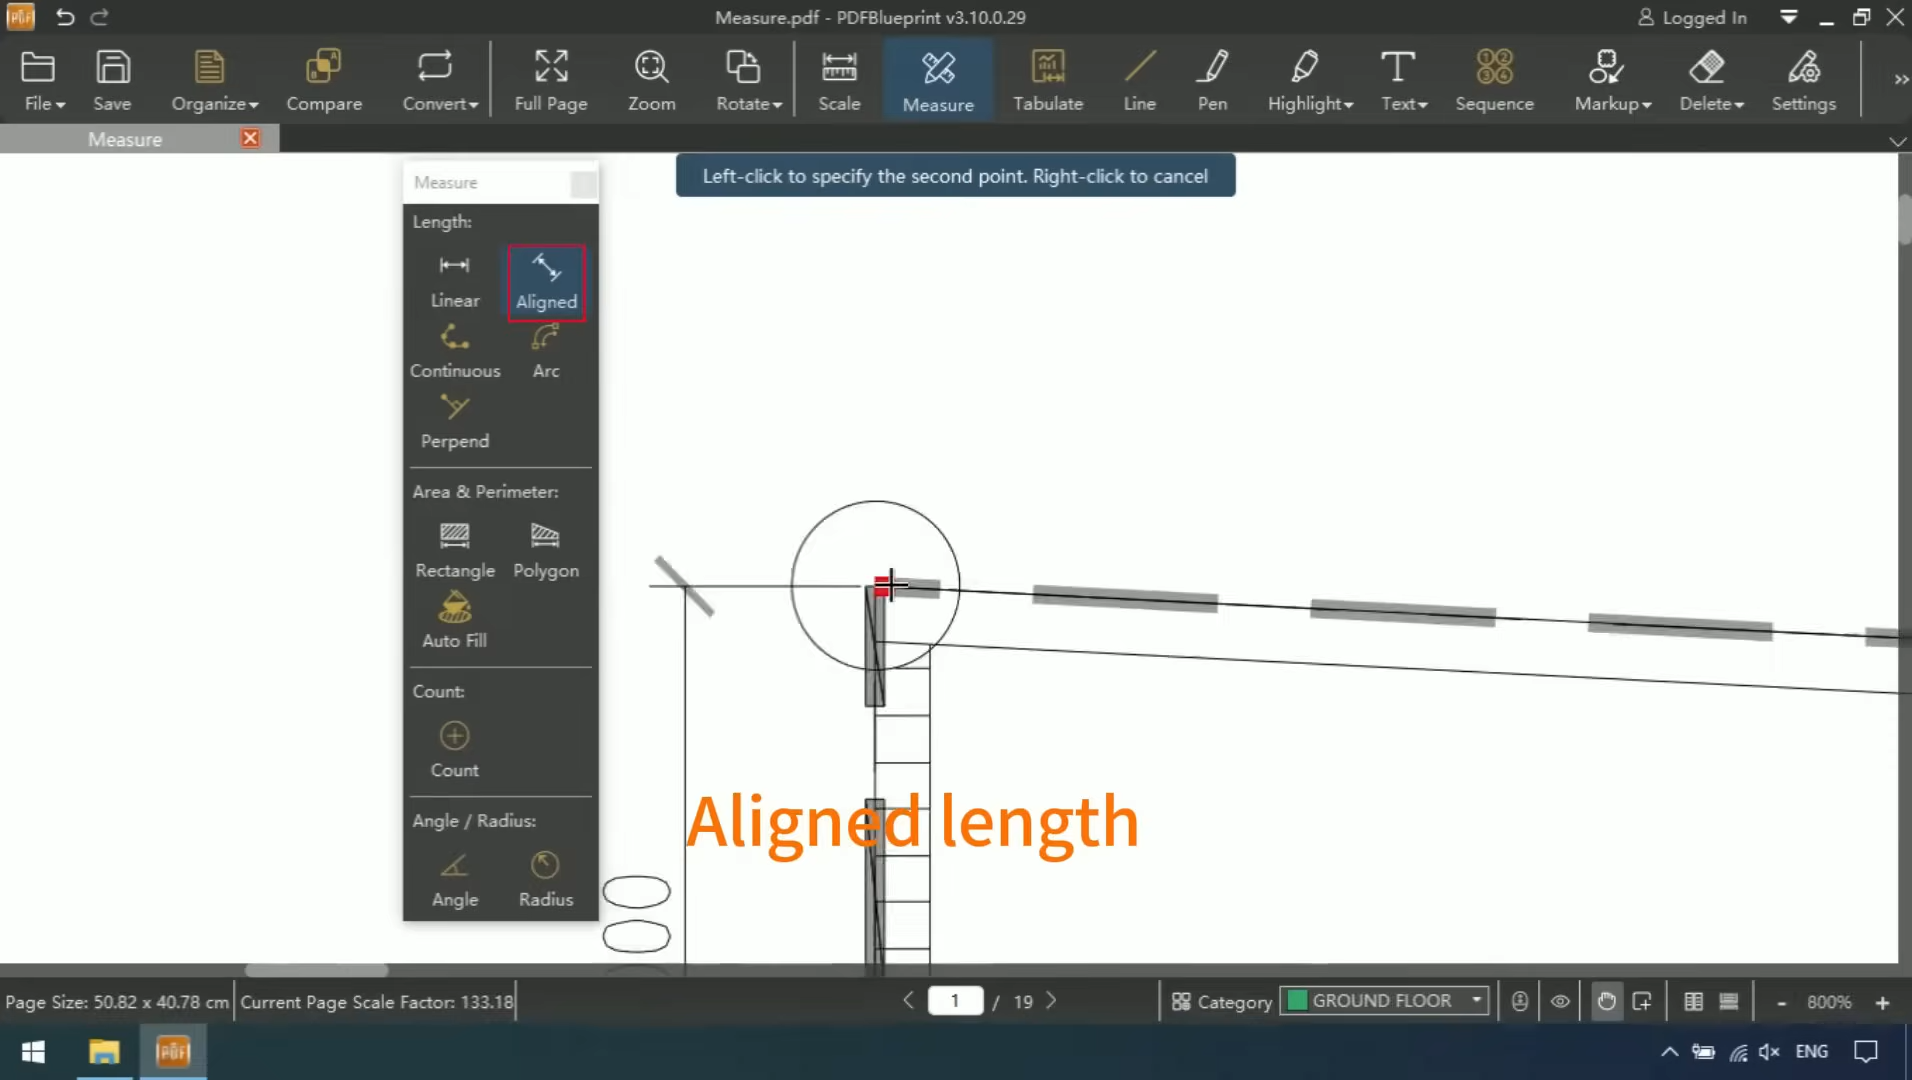 Measure.pdf - PDFBlueprint v3.10.0.29
Logged In
File
Save
Organize
Compare
Convert
Full Page
Zoom
Rotate
Scale
Measure
Tabulate
Line
Pen
Highlight
Text
Sequence
Markup
Delete
Settings
Measure
Measure
Left-click to specify the second point. Right-click to cancel
Length:
Linear
Aligned
Continuous
Arc
Perpend
Area & Perimeter:
Rectangle
Polygon
Auto Fill
Count:
Count
Angle / Radius:
Angle
Radius
Aligned length
Page Size: 50.82 x 40.78 cm
Current Page Scale Factor: 133.18
1 / 19
Category
GROUND FLOOR
- 800% +
PDF
ENG